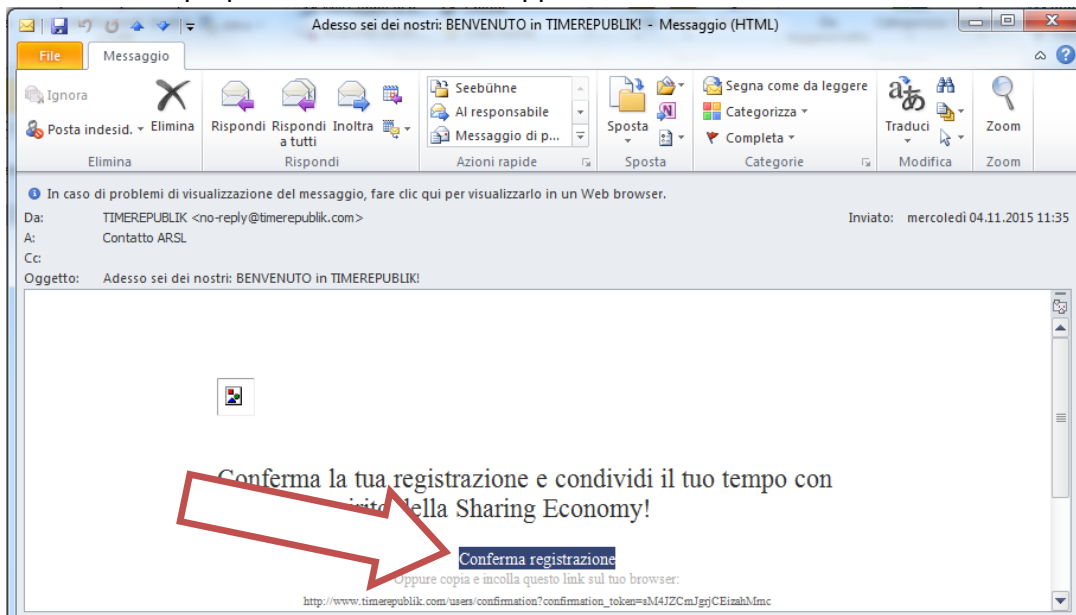 Adesso sei dei nostri: BENVENUTO in TIMEREPUBLIK! - Messaggio (HTML)
File Messaggio
Ignora
Posta indesid.
Elimina
Elimina
Rispondi
Rispondi a tutti
Inoltra
Rispondi
Seebühne
Al responsabile
Messaggio di p...
Azioni rapide
Sposta
Sposta
Segna come da leggere
Categorizza
Completa
Categorie
Traduci
Modifica
Zoom
Zoom
In caso di problemi di visualizzazione del messaggio, fare clic qui per visualizzarlo in un Web browser.
Da: TIMEREPUBLIK <no-reply@timerepublik.com> Inviato: mercoledì 04.11.2015 11:35
A: Contatto ARSL
Cc:
Oggetto: Adesso sei dei nostri: BENVENUTO in TIMEREPUBLIK!
Conferma la tua registrazione e condividi il tuo tempo con
della Sharing Economy!
Conferma registrazione
Oppure copia e incolla questo link sul tuo browser:
http://www.timerepublik.com/users/confirmation?confirmation_token=sM4JZCmJgrjCEizahMmc